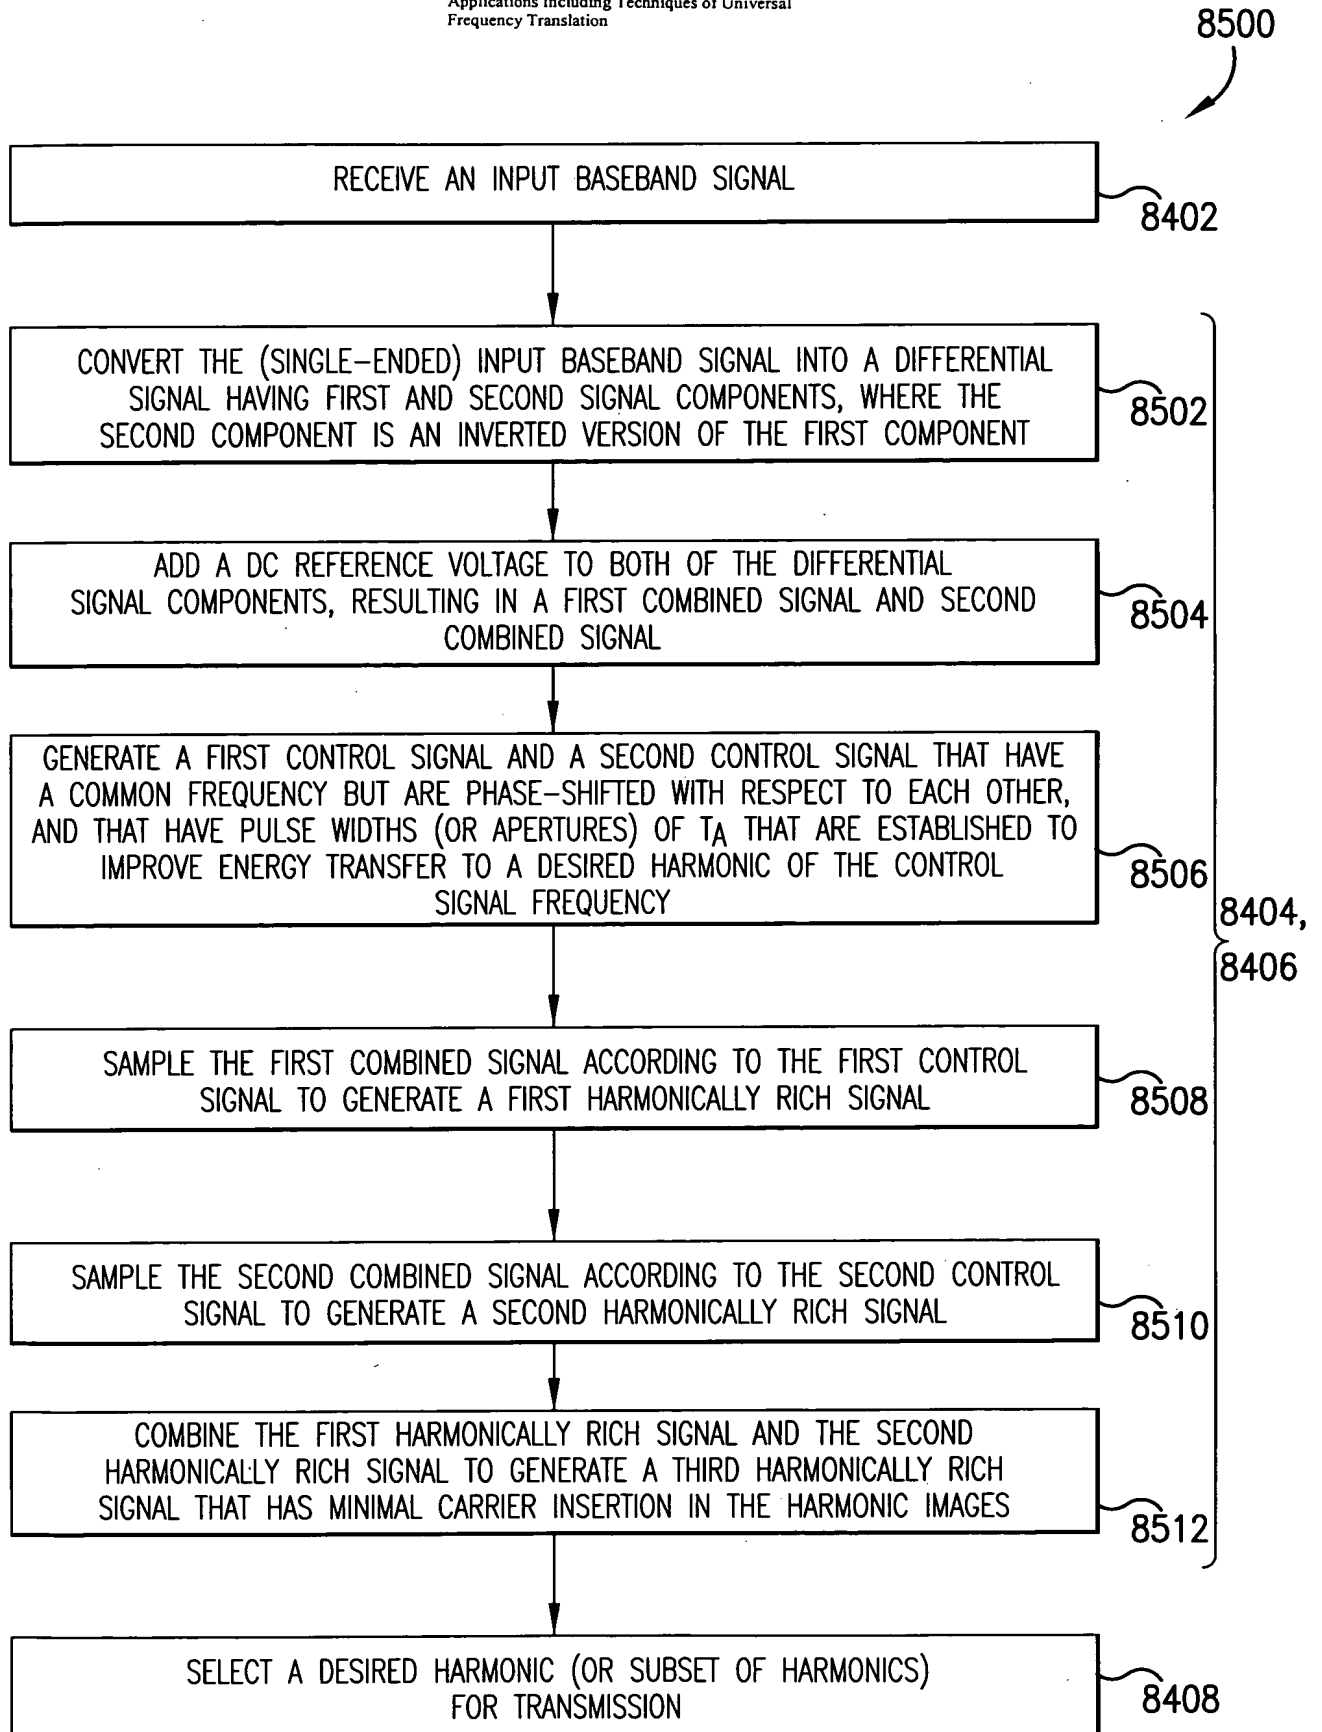 Applications Including Techniques of Universal
Frequency Translation
8500
RECEIVE AN INPUT BASEBAND SIGNAL
8402
CONVERT THE (SINGLE-ENDED) INPUT BASEBAND SIGNAL INTO A DIFFERENTIAL
SIGNAL HAVING FIRST AND SECOND SIGNAL COMPONENTS, WHERE THE
SECOND COMPONENT IS AN INVERTED VERSION OF THE FIRST COMPONENT
8502
ADD A DC REFERENCE VOLTAGE TO BOTH OF THE DIFFERENTIAL
SIGNAL COMPONENTS, RESULTING IN A FIRST COMBINED SIGNAL AND SECOND
COMBINED SIGNAL
8504
GENERATE A FIRST CONTROL SIGNAL AND A SECOND CONTROL SIGNAL THAT HAVE
A COMMON FREQUENCY BUT ARE PHASE-SHIFTED WITH RESPECT TO EACH OTHER,
AND THAT HAVE PULSE WIDTHS (OR APERTURES) OF TA THAT ARE ESTABLISHED TO
IMPROVE ENERGY TRANSFER TO A DESIRED HARMONIC OF THE CONTROL
SIGNAL FREQUENCY
8506
8404,
8406
SAMPLE THE FIRST COMBINED SIGNAL ACCORDING TO THE FIRST CONTROL
SIGNAL TO GENERATE A FIRST HARMONICALLY RICH SIGNAL
8508
SAMPLE THE SECOND COMBINED SIGNAL ACCORDING TO THE SECOND CONTROL
SIGNAL TO GENERATE A SECOND HARMONICALLY RICH SIGNAL
8510
COMBINE THE FIRST HARMONICALLY RICH SIGNAL AND THE SECOND
HARMONICALLY RICH SIGNAL TO GENERATE A THIRD HARMONICALLY RICH
SIGNAL THAT HAS MINIMAL CARRIER INSERTION IN THE HARMONIC IMAGES
8512
SELECT A DESIRED HARMONIC (OR SUBSET OF HARMONICS)
FOR TRANSMISSION
8408